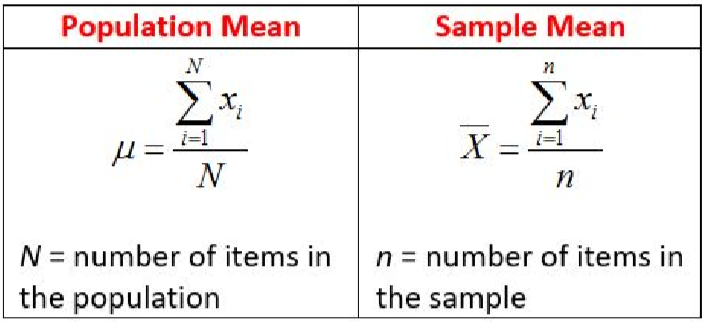 Population Mean
Sample Mean
μ = \frac{\sum_{i=1}^{N} x_i}{N}
\overline{X} = \frac{\sum_{i=1}^{n} x_i}{n}
N = number of items in
the population
n = number of items in
the sample